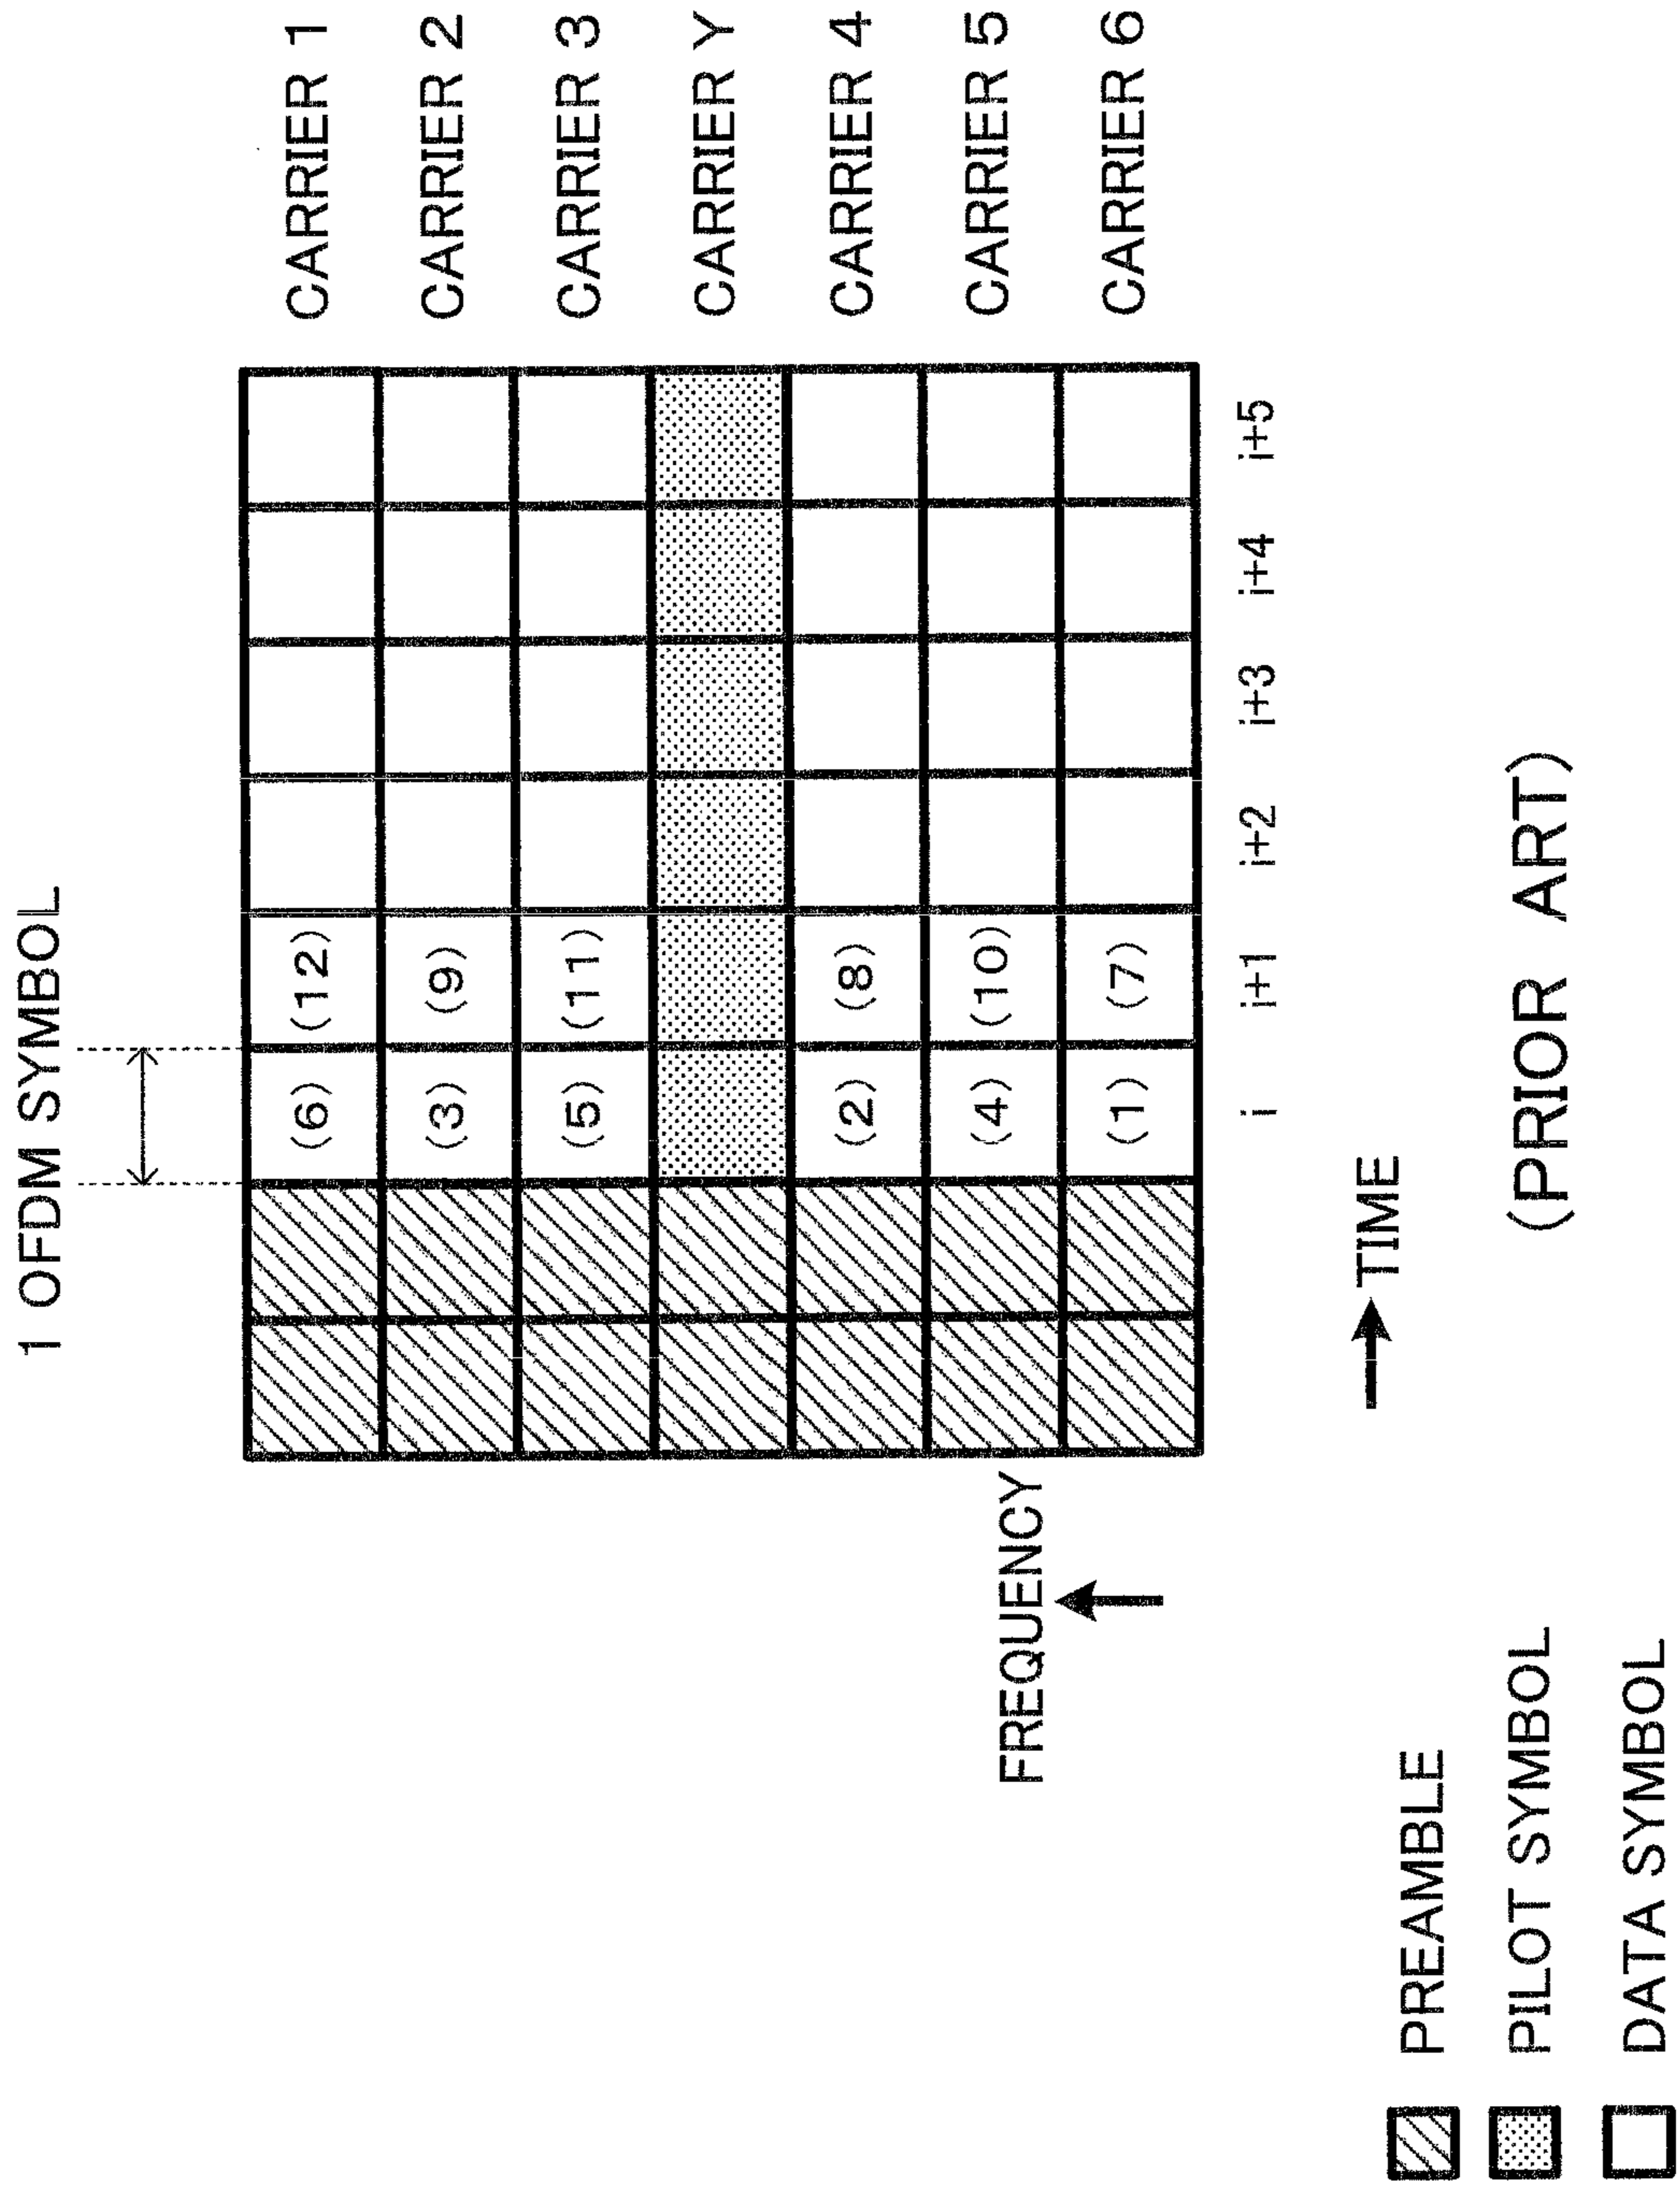 1 OFDM SYMBOL
(6) (12) CARRIER 1
(3) (9) CARRIER 2
(5) (11) CARRIER 3
CARRIER Y
(2) (8) CARRIER 4
(4) (10) CARRIER 5
(1) (7) CARRIER 6
FREQUENCY
i i+1 i+2 i+3 i+4 i+5
TIME
PREAMBLE
PILOT SYMBOL
DATA SYMBOL
(PRIOR ART)